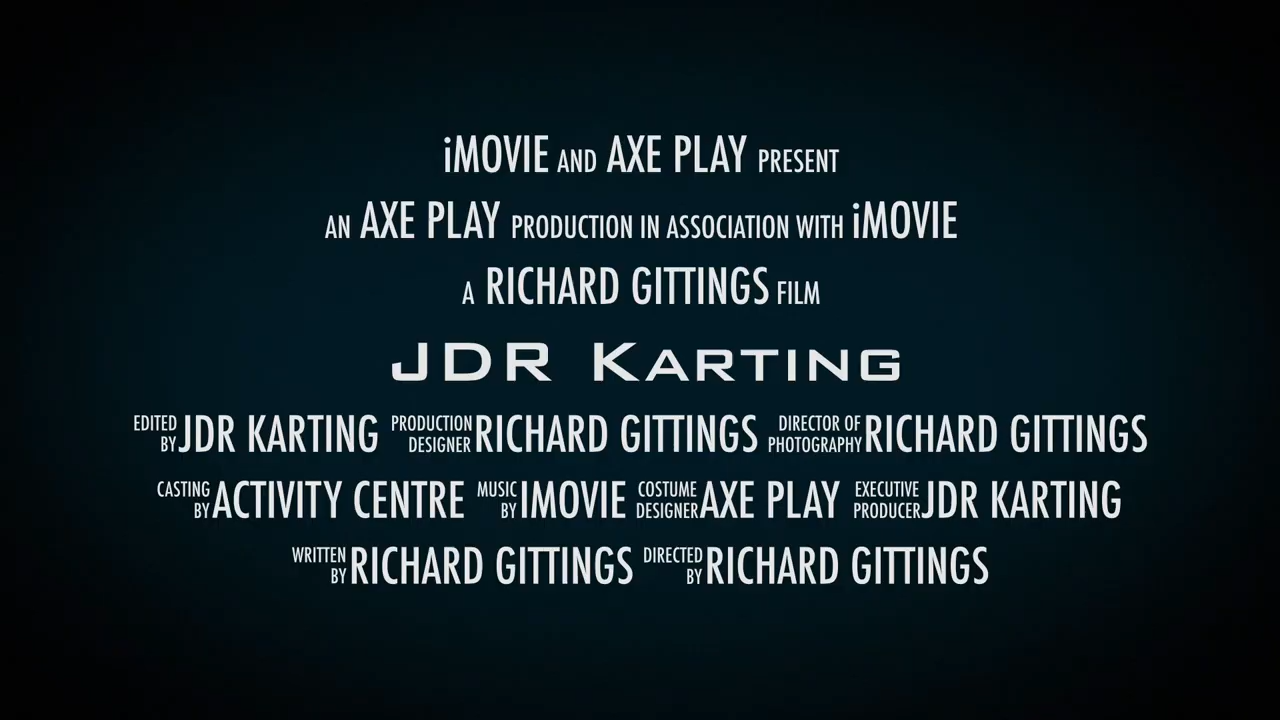 iMOVIE AND AXE PLAY PRESENT
AN AXE PLAY PRODUCTION IN ASSOCIATION WITH iMOVIE
A RICHARD GITTINGS FILM
JDR KARTING
EDITED BY JDR KARTING PRODUCTION DESIGNER RICHARD GITTINGS DIRECTOR OF PHOTOGRAPHY RICHARD GITTINGS
CASTING BY ACTIVITY CENTRE MUSIC BY IMOVIE COSTUME DESIGNER AXE PLAY EXECUTIVE PRODUCER JDR KARTING
WRITTEN BY RICHARD GITTINGS DIRECTED BY RICHARD GITTINGS